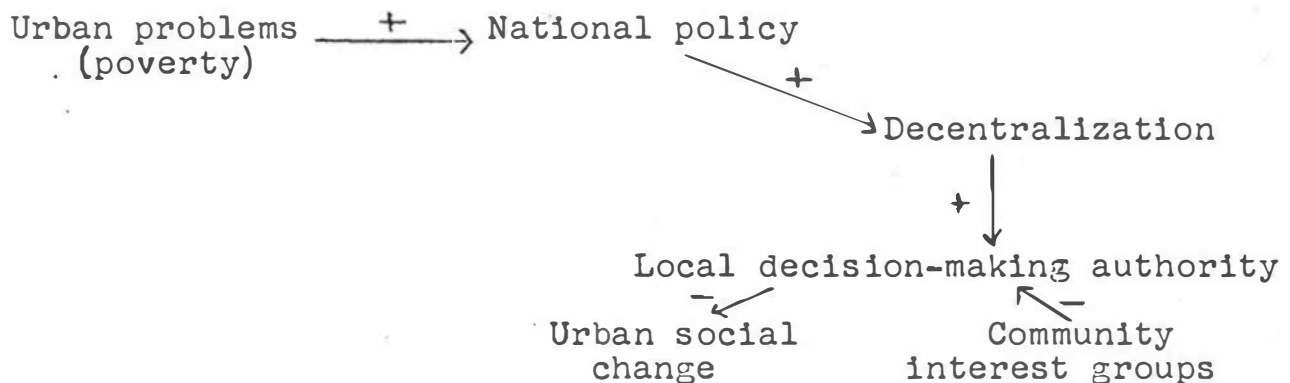 +
Urban problems National policy
(poverty)
+
Decentralization
+
Local decision-making authority
- -
Urban social Community
change interest groups